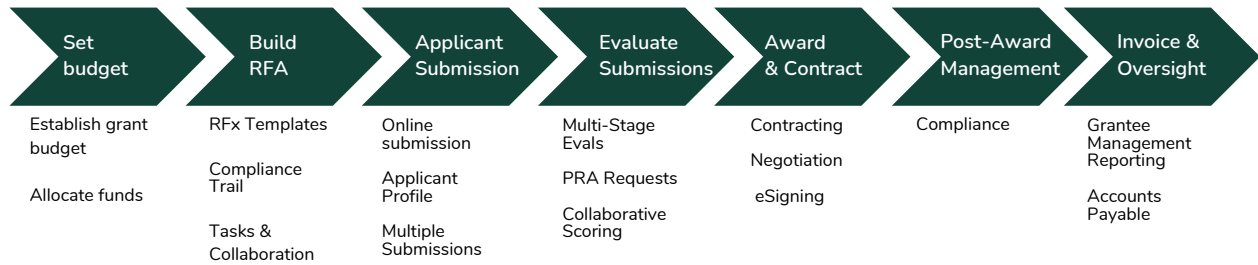 Set
budget
Build
RFA
Applicant
Submission
Evaluate
Submissions
Award
& Contract
Post-Award
Management
Invoice &
Oversight
Establish grant
budget
Allocate funds
RFx Templates
Compliance
Trail
Tasks &
Collaboration
Online
submission
Applicant
Profile
Multiple
Submissions
Multi-Stage
Evals
PRA Requests
Collaborative
Scoring
Contracting
Negotiation
eSigning
Compliance
Grantee
Management
Reporting
Accounts
Payable